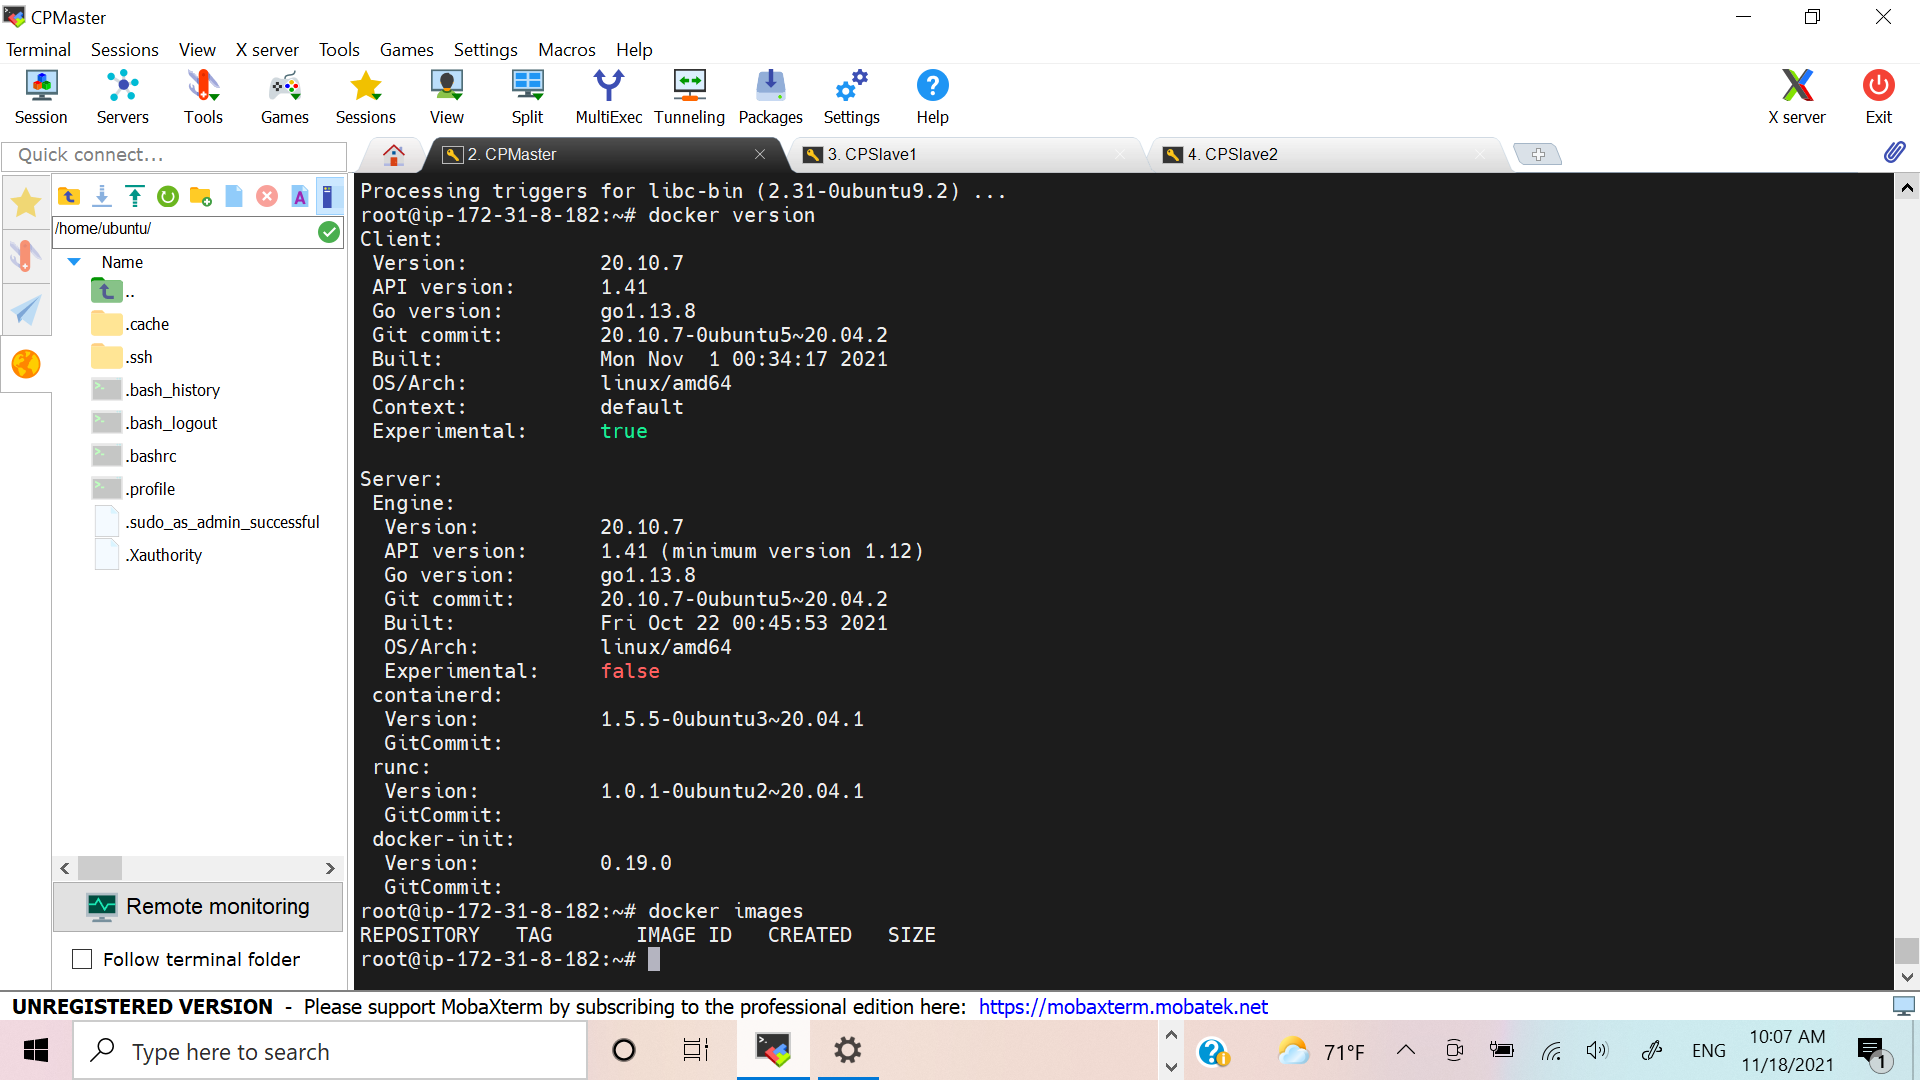 CPMaster
Terminal Sessions View X server Tools Games Settings Macros Help
Session Servers Tools Games Sessions View Split MultiExec Tunneling Packages Settings Help X server Exit
Quick connect...
2. CPMaster
3. CPSlave1
4. CPSlave2
/home/ubuntu/
Name
..
.cache
.ssh
.bash_history
.bash_logout
.bashrc
.profile
.sudo_as_admin_successful
.Xauthority
Remote monitoring
Follow terminal folder
Processing triggers for libc-bin (2.31-0ubuntu9.2) ...
root@ip-172-31-8-182:~# docker version
Client:
 Version:           20.10.7
 API version:       1.41
 Go version:        go1.13.8
 Git commit:        20.10.7-0ubuntu5~20.04.2
 Built:             Mon Nov  1 00:34:17 2021
 OS/Arch:           linux/amd64
 Context:           default
 Experimental:      true
Server:
 Engine:
  Version:          20.10.7
  API version:      1.41 (minimum version 1.12)
  Go version:       go1.13.8
  Git commit:       20.10.7-0ubuntu5~20.04.2
  Built:            Fri Oct 22 00:45:53 2021
  OS/Arch:          linux/amd64
  Experimental:     false
 containerd:
  Version:          1.5.5-0ubuntu3~20.04.1
  GitCommit:
 runc:
  Version:          1.0.1-0ubuntu2~20.04.1
  GitCommit:
 docker-init:
  Version:          0.19.0
  GitCommit:
root@ip-172-31-8-182:~# docker images
REPOSITORY   TAG       IMAGE ID   CREATED   SIZE
root@ip-172-31-8-182:~#
UNREGISTERED VERSION - Please support MobaXterm by subscribing to the professional edition here: https://mobaxterm.mobatek.net
Type here to search
71°F
ENG
10:07 AM
11/18/2021
1